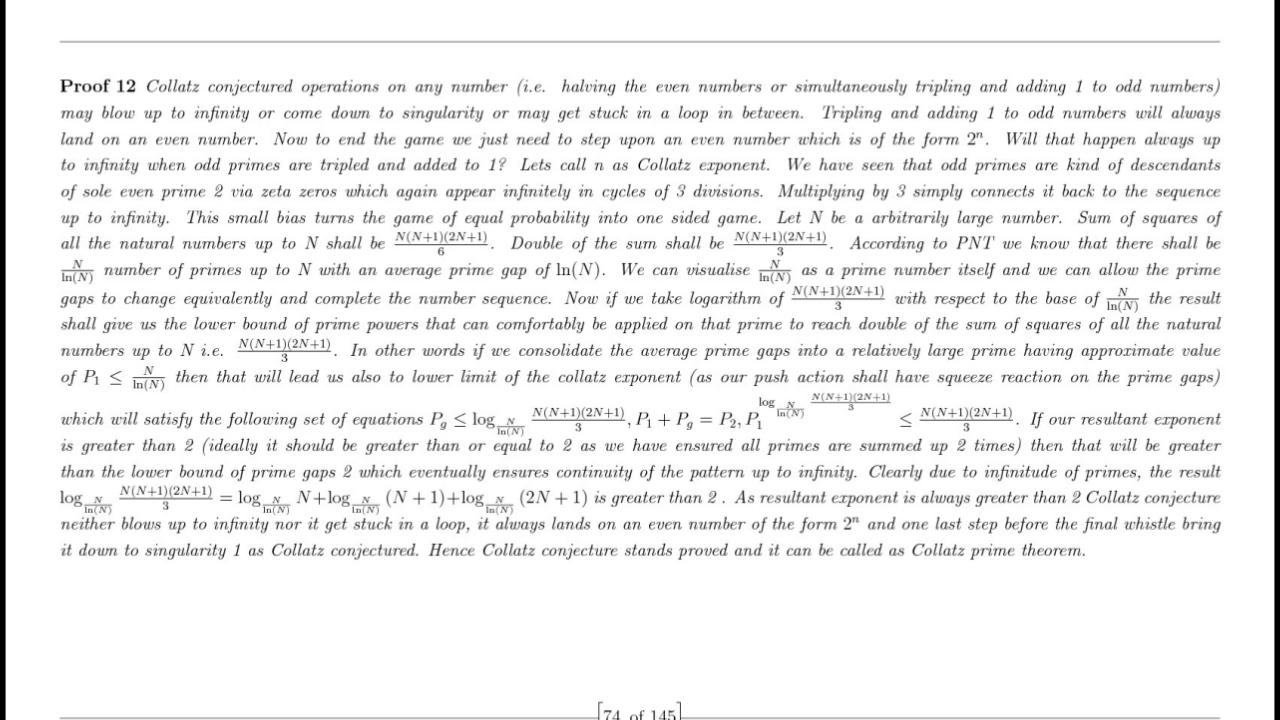 Proof 12 Collatz conjectured operations on any number (i.e. halving the even numbers or simultaneously tripling and adding 1 to odd numbers)
may blow up to infinity or come down to singularity or may get stuck in a loop in between. Tripling and adding 1 to odd numbers will always
land on an even number. Now to end the game we just need to step upon an even number which is of the form 2^n. Will that happen always up
to infinity when odd primes are tripled and added to 1? Lets call n as Collatz exponent. We have seen that odd primes are kind of descendants
of sole even prime 2 via zeta zeros which again appear infinitely in cycles of 3 divisions. Multiplying by 3 simply connects it back to the sequence
up to infinity. This small bias turns the game of equal probability into one sided game. Let N be a arbitrarily large number. Sum of squares of
all the natural numbers up to N shall be \frac{N(N+1)(2N+1)}{6}. Double of the sum shall be \frac{N(N+1)(2N+1)}{3}. According to PNT we know that there shall be
\frac{N}{\ln(N)} number of primes up to N with an average prime gap of ln(N). We can visualise \frac{N}{\ln(N)} as a prime number itself and we can allow the prime
gaps to change equivalently and complete the number sequence. Now if we take logarithm of \frac{N(N+1)(2N+1)}{3} with respect to the base of \frac{N}{\ln(N)} the result
shall give us the lower bound of prime powers that can comfortably be applied on that prime to reach double of the sum of squares of all the natural
numbers up to N i.e. \frac{N(N+1)(2N+1)}{3}. In other words if we consolidate the average prime gaps into a relatively large prime having approximate value
of P_1 ≤ \frac{N}{\ln(N)} then that will lead us also to lower limit of the collatz exponent (as our push action shall have squeeze reaction on the prime gaps)
which will satisfy the following set of equations P_g ≤ \log_{\frac{N}{\ln(N)}} \frac{N(N+1)(2N+1)}{3}, P_1 + P_g = P_2, P_1^{\log_{\frac{N}{\ln(N)}} \frac{N(N+1)(2N+1)}{3}} ≤ \frac{N(N+1)(2N+1)}{3}. If our resultant exponent
is greater than 2 (ideally it should be greater than or equal to 2 as we have ensured all primes are summed up 2 times) then that will be greater
than the lower bound of prime gaps 2 which eventually ensures continuity of the pattern up to infinity. Clearly due to infinitude of primes, the result
\log_{\frac{N}{\ln(N)}} \frac{N(N+1)(2N+1)}{3} = \log_{\frac{N}{\ln(N)}} N + \log_{\frac{N}{\ln(N)}} (N + 1) + \log_{\frac{N}{\ln(N)}} (2N + 1) is greater than 2 . As resultant exponent is always greater than 2 Collatz conjecture
neither blows up to infinity nor it get stuck in a loop, it always lands on an even number of the form 2^n and one last step before the final whistle bring
it down to singularity 1 as Collatz conjectured. Hence Collatz conjecture stands proved and it can be called as Collatz prime theorem.
74 of 145